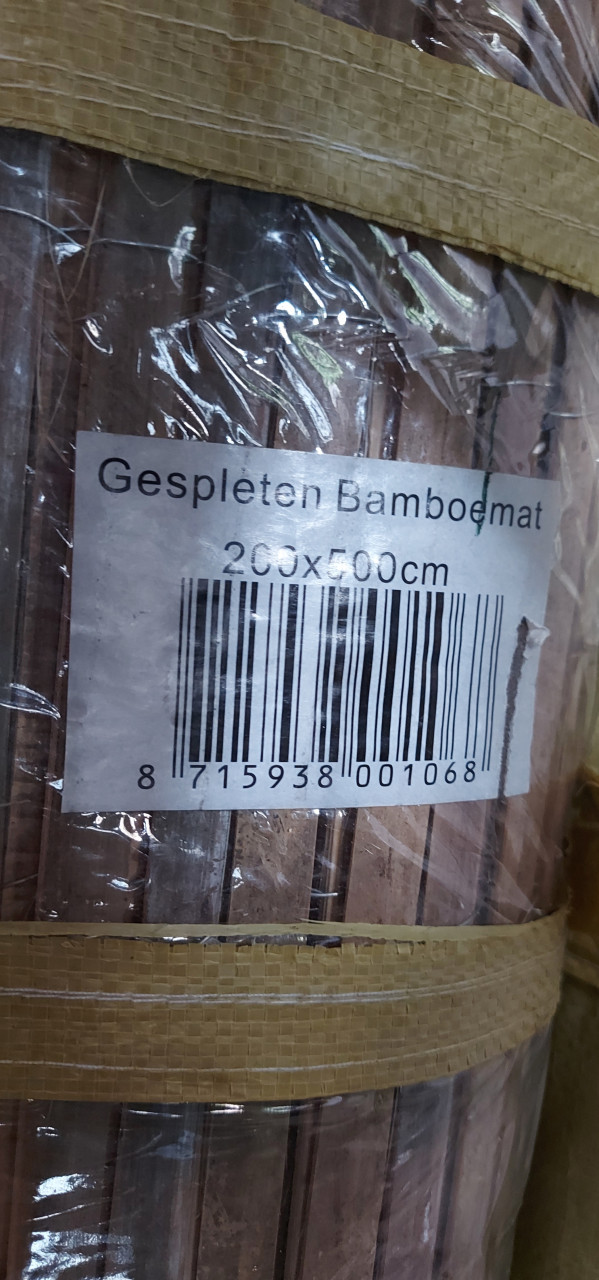 Gespleten Bamboemat
200x500cm
8 715938 001068